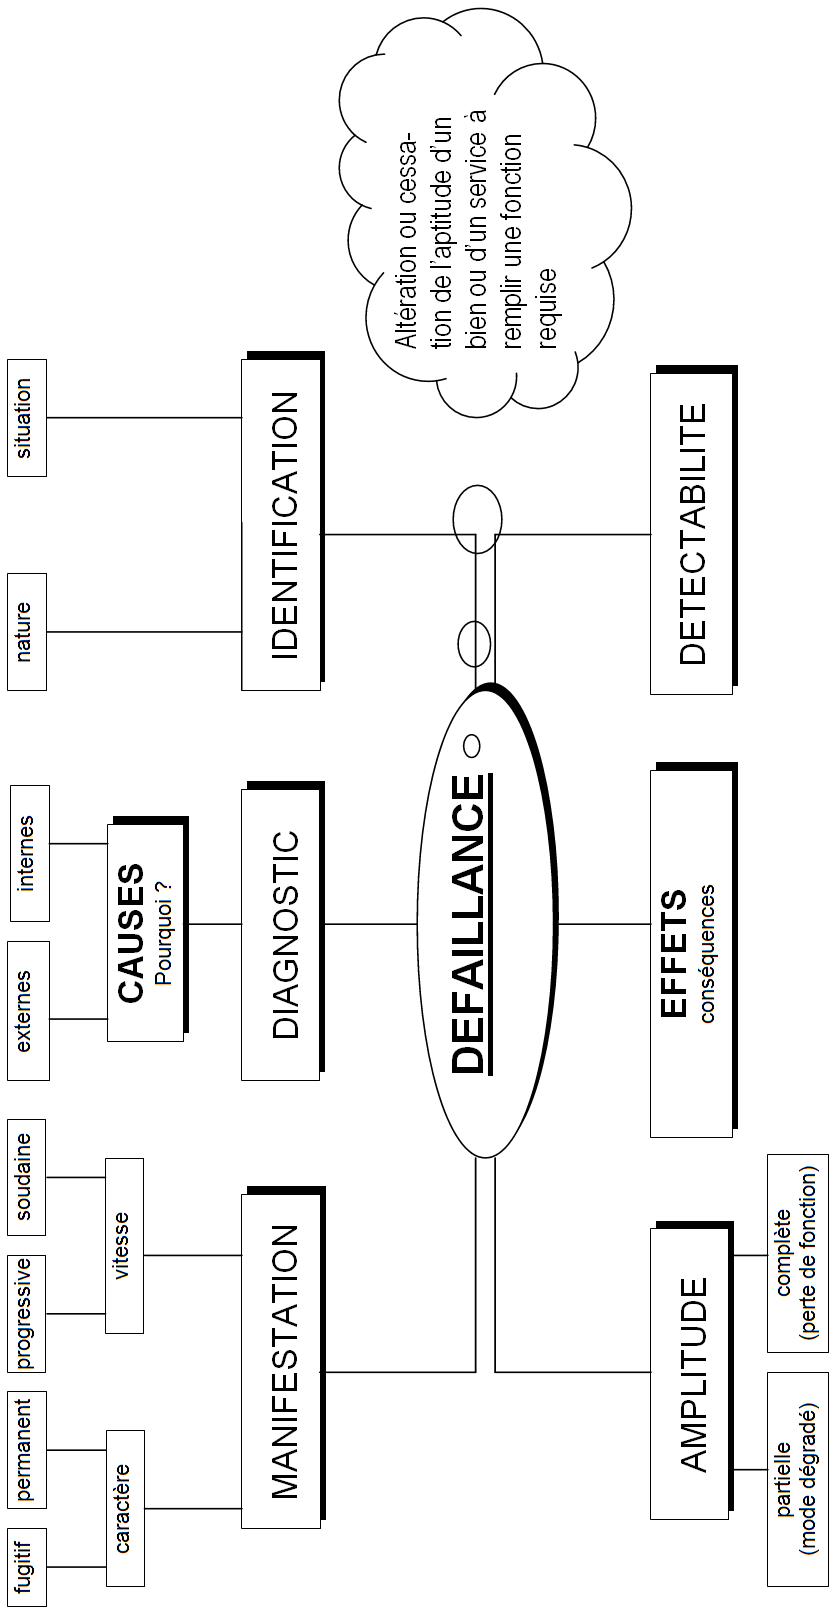 fugitif
permanent
progressive
soudaine
externes
internes
nature
situation
caractère
vitesse
CAUSES
Pourquoi ?
MANIFESTATION
DIAGNOSTIC
IDENTIFICATION
DEFAILLANCE
Altération ou cessa-
tion de l'aptitude d'un
bien ou d'un service à
remplir une fonction
requise
AMPLITUDE
EFFETS
conséquences
DETECTABILITE
partielle
(mode dégradé)
complète
(perte de fonction)